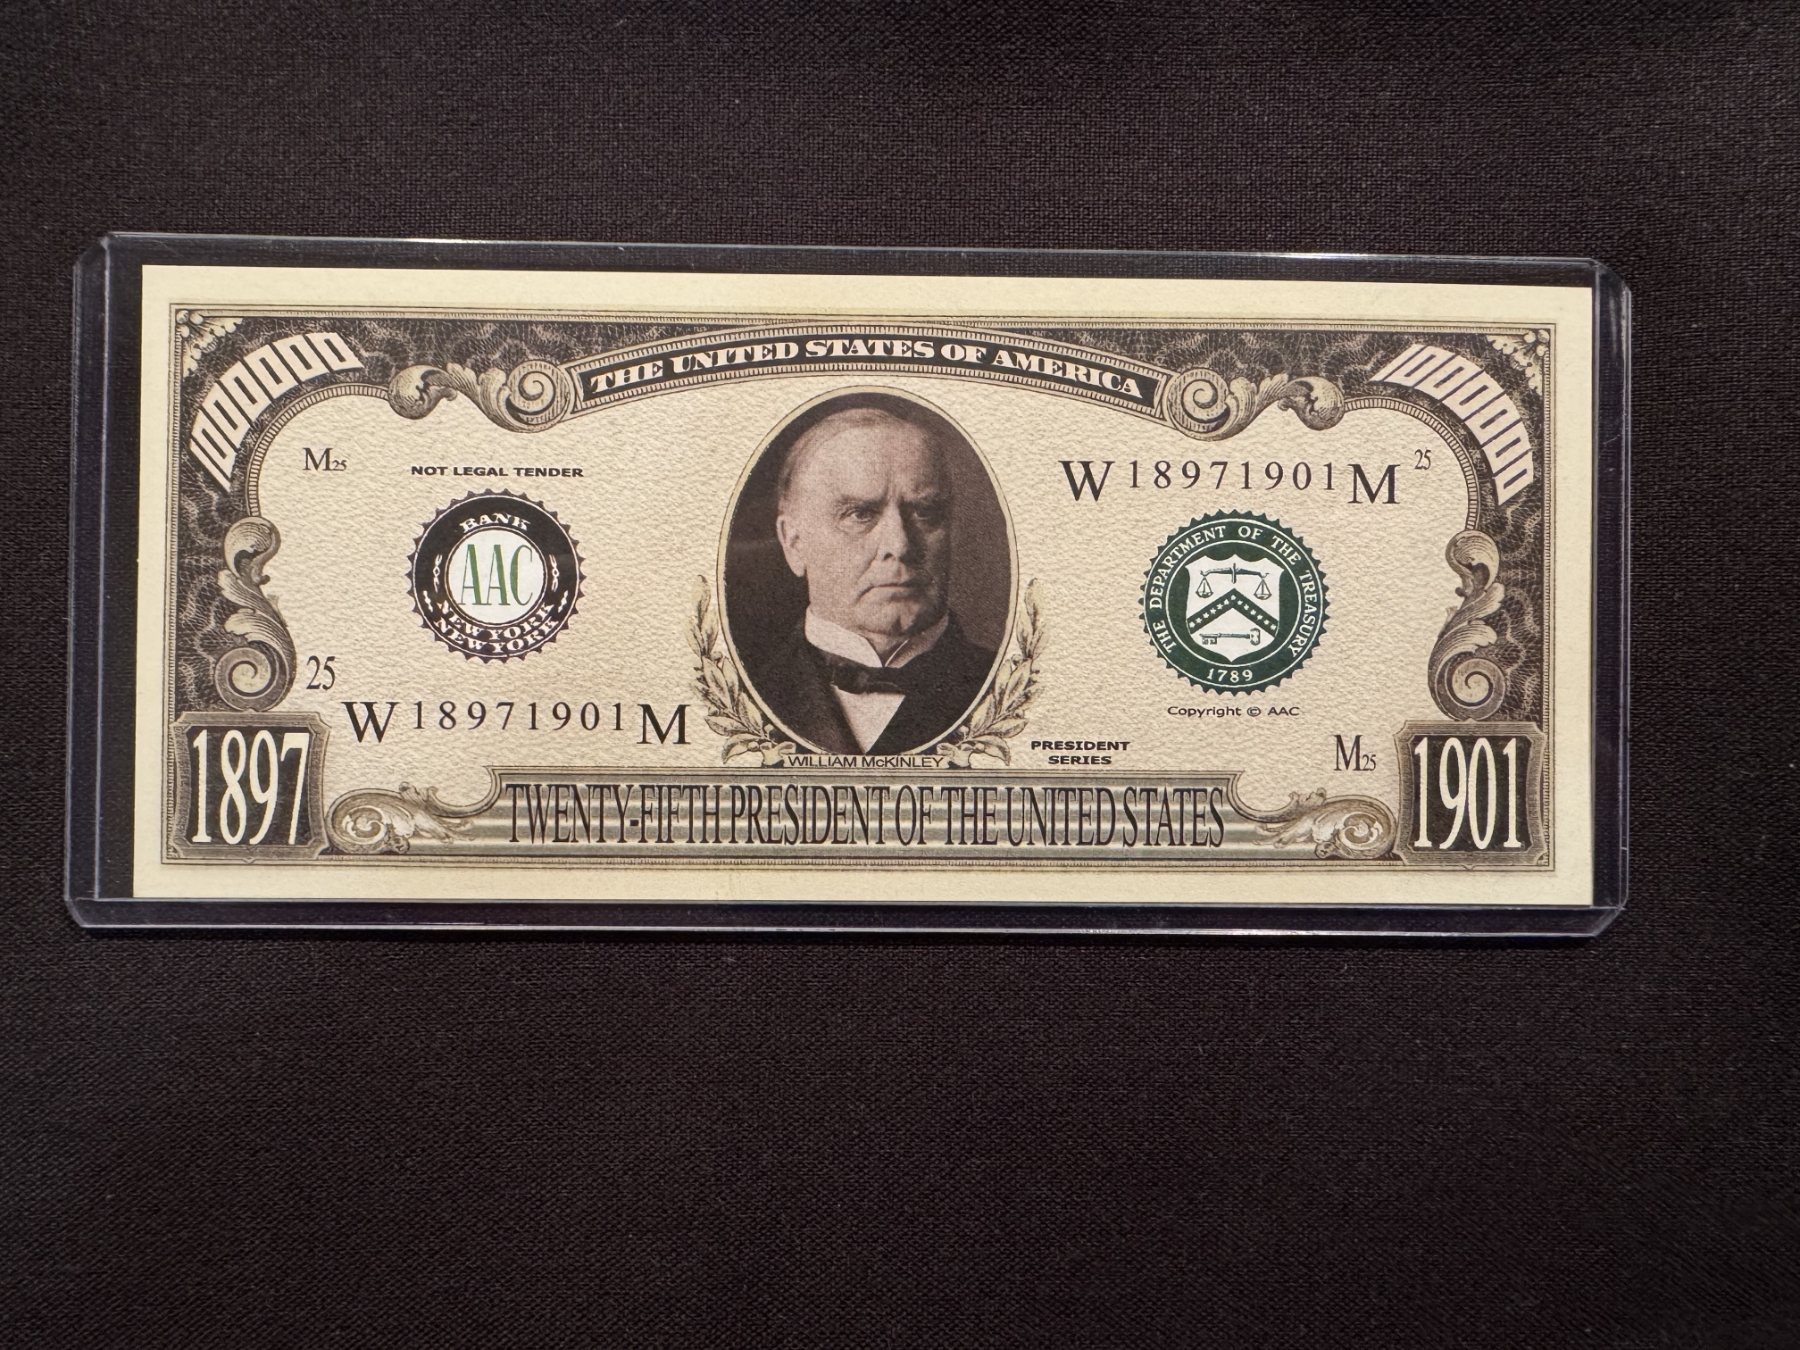 THE UNITED STATES OF AMERICA
1000000
1000000
M25
NOT LEGAL TENDER
W18971901M 25
BANK
AAC
NEW YORK
NEW YORK
THE DEPARTMENT OF THE TREASURY
1789
25
W18971901M
Copyright © AAC
PRESIDENT
SERIES
M25
WILLIAM McKINLEY
1897
TWENTY-FIFTH PRESIDENT OF THE UNITED STATES
1901